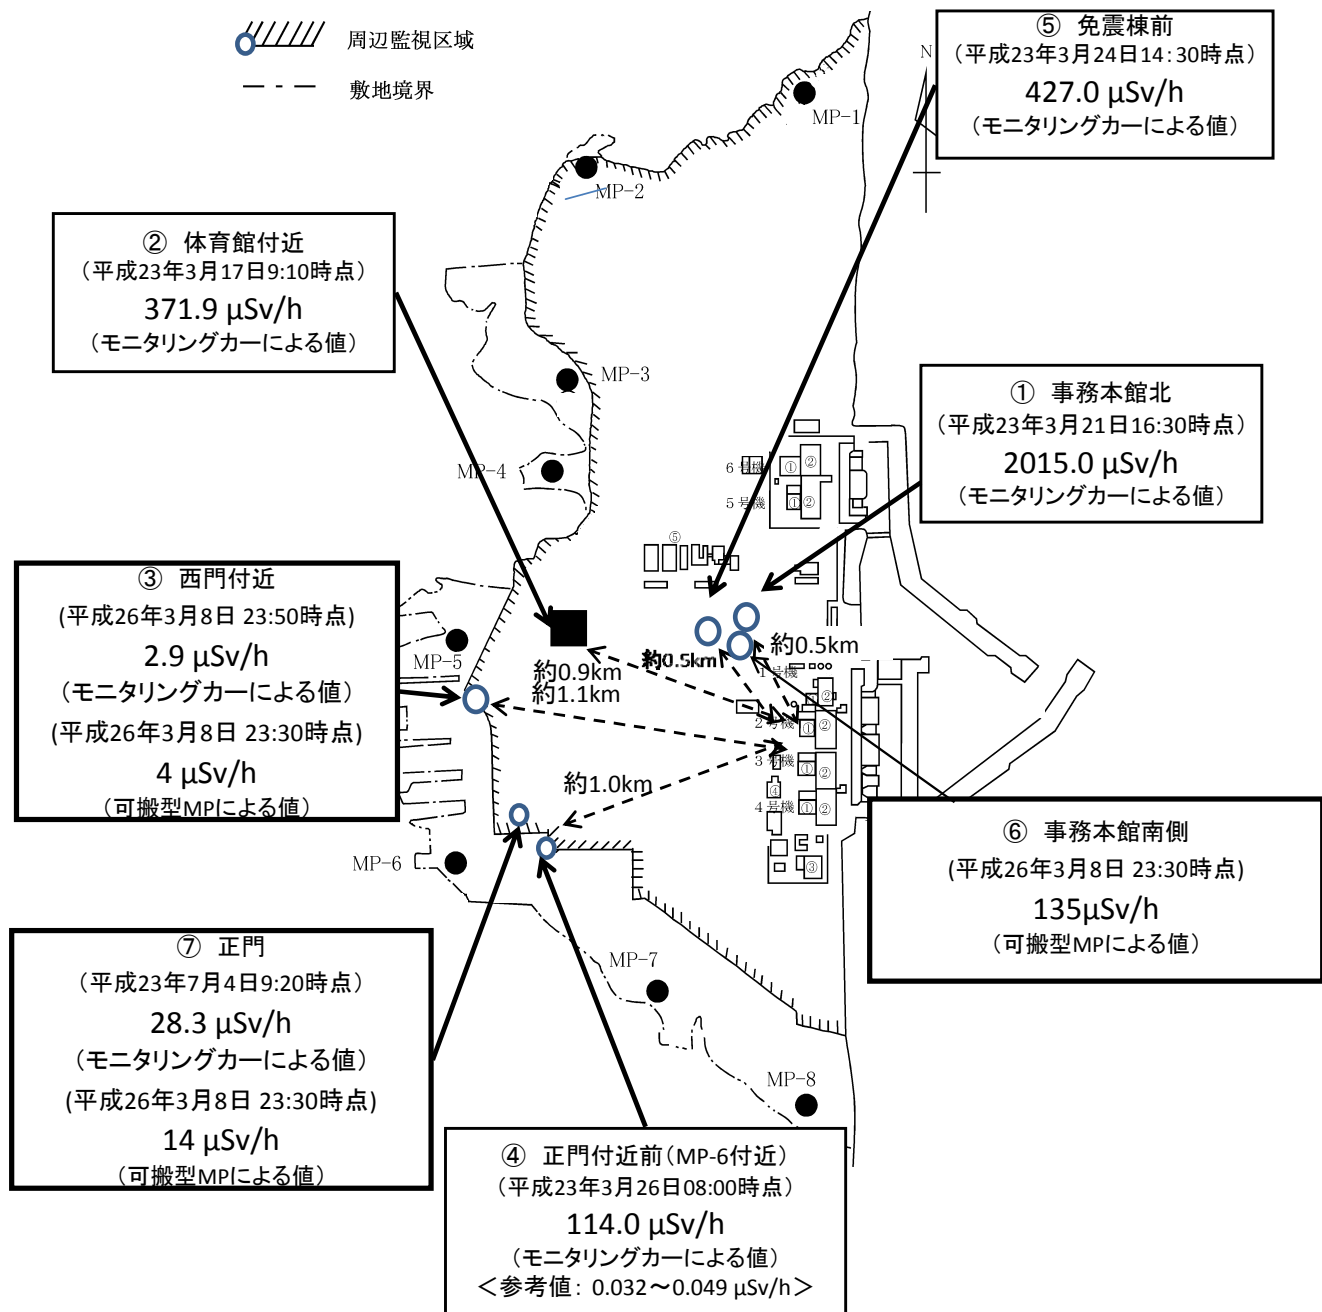 周辺監視区域
敷地境界
⑤ 免震棟前
（平成23年3月24日14:30時点）
427.0 μSv/h
（モニタリングカーによる値）
N
MP-1
MP-2
② 体育館付近
（平成23年3月17日9:10時点）
371.9 μSv/h
（モニタリングカーによる値）
MP-3
① 事務本館北
（平成23年3月21日16:30時点）
2015.0 μSv/h
（モニタリングカーによる値）
MP-4
6号機
①
②
5号機
①
②
⑤
③ 西門付近
(平成26年3月8日 23:50時点)
2.9 μSv/h
（モニタリングカーによる値）
(平成26年3月8日 23:30時点)
4 μSv/h
（可搬型MPによる値）
MP-5
約0.9km
約1.1km
約0.5km
約0.5km
1号機
②
2号機
①
②
3号機
①
②
約1.0km
④
4号機
①
②
③
MP-6
⑥ 事務本館南側
(平成26年3月8日 23:30時点)
135μSv/h
（可搬型MPによる値）
⑦ 正門
（平成23年7月4日9:20時点）
28.3 μSv/h
（モニタリングカーによる値）
(平成26年3月8日 23:30時点)
14 μSv/h
（可搬型MPによる値）
MP-7
MP-8
④ 正門付近前（MP-6付近）
（平成23年3月26日08:00時点）
114.0 μSv/h
（モニタリングカーによる値）
＜参考値：0.032～0.049 μSv/h＞